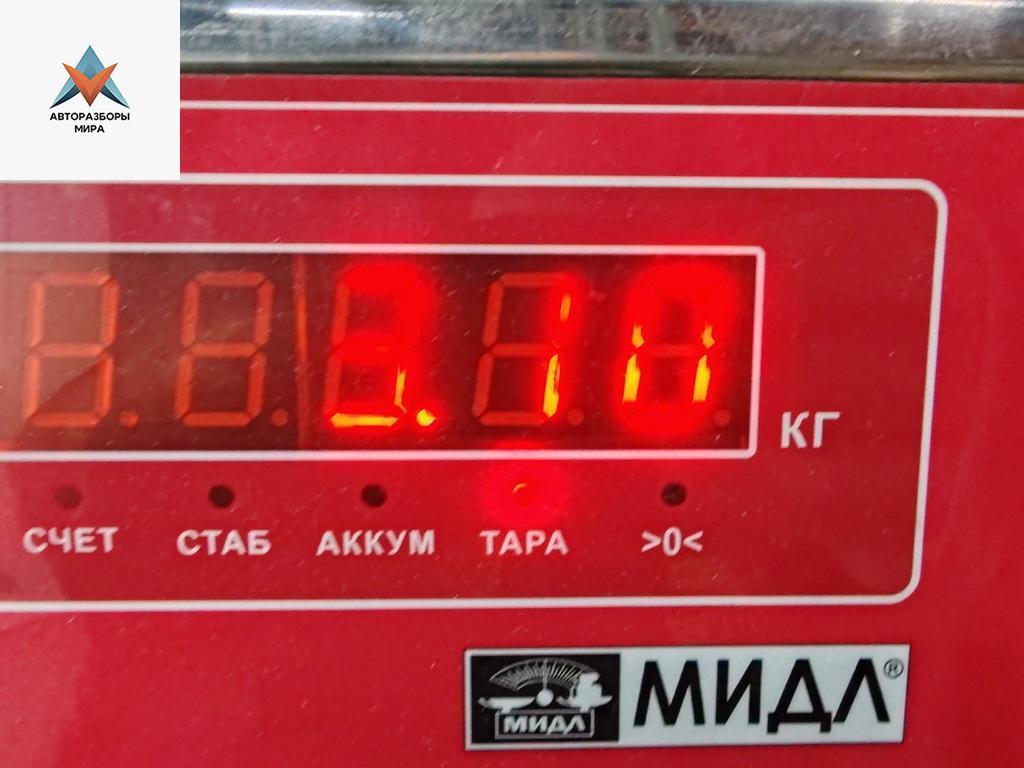 АВТОРАЗБОРЫ
МИРА
КГ
СЧЕТ СТАБ АККУМ ТАРА >0<
МИДЛ МИДЛ®